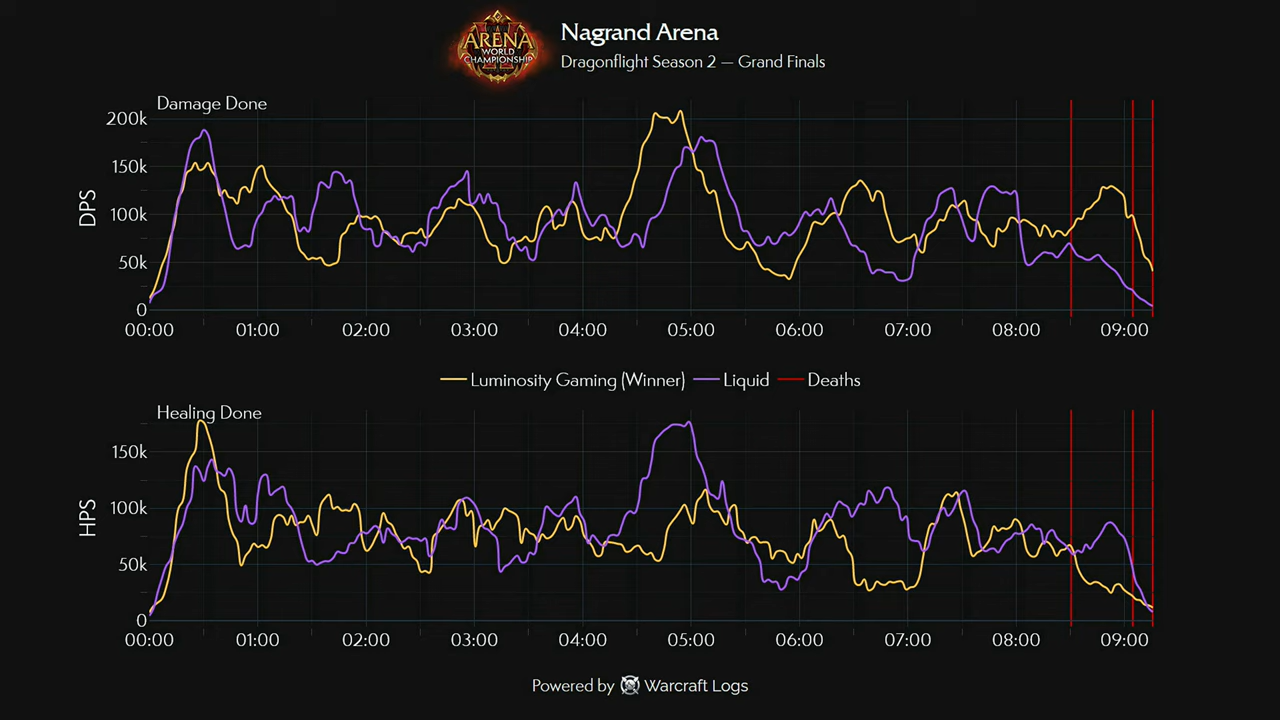 ARENA
WORLD
CHAMPIONSHIP
Nagrand Arena
Dragonflight Season 2 — Grand Finals
Damage Done
DPS
200k
150k
100k
50k
0
00:00 01:00 02:00 03:00 04:00 05:00 06:00 07:00 08:00 09:00
Luminosity Gaming (Winner) Liquid Deaths
Healing Done
HPS
150k
100k
50k
0
00:00 01:00 02:00 03:00 04:00 05:00 06:00 07:00 08:00 09:00
Powered by Warcraft Logs